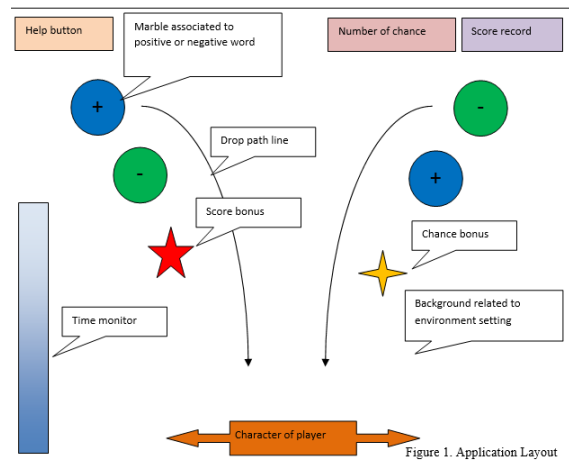 Help button
Marble associated to
positive or negative word
Number of chance
Score record
+
-
Drop path line
-
+
Score bonus
Chance bonus
Background related to
environment setting
Time monitor
Character of player
Figure 1. Application Layout